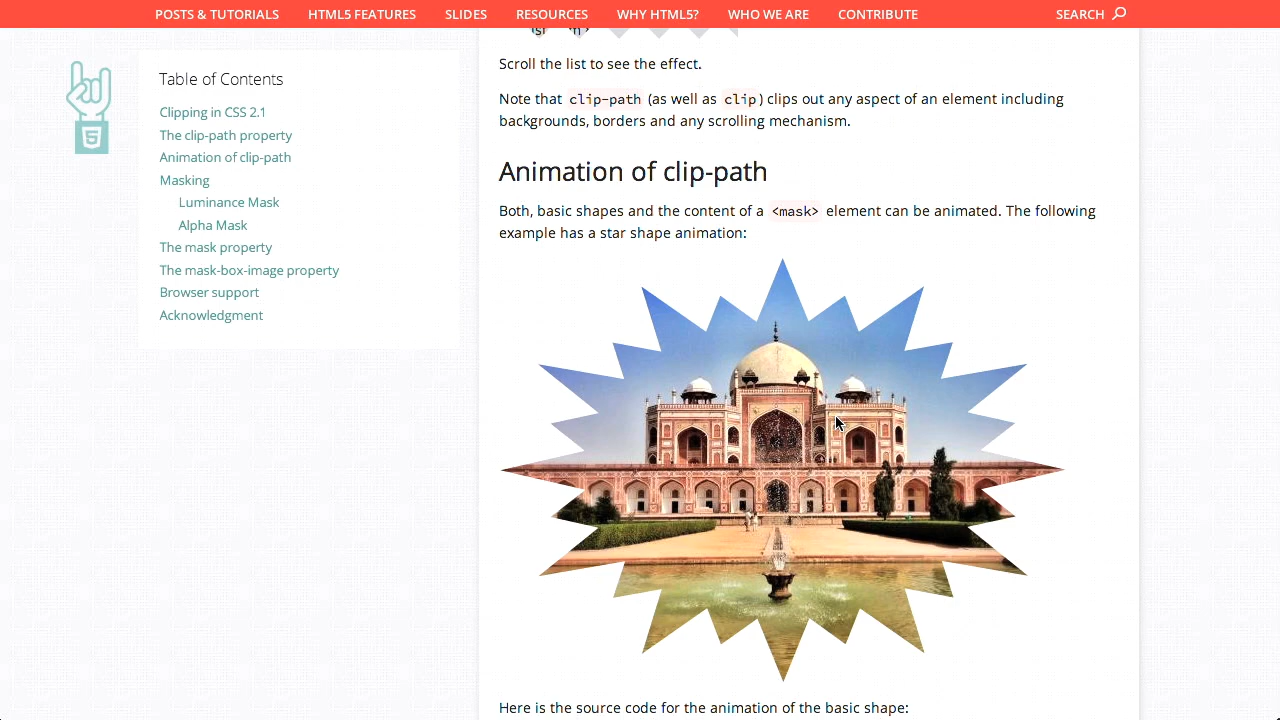 POSTS & TUTORIALS HTML5 FEATURES SLIDES RESOURCES WHY HTML5? WHO WE ARE CONTRIBUTE SEARCH
Table of Contents
Clipping in CSS 2.1
The clip-path property
Animation of clip-path
Masking
Luminance Mask
Alpha Mask
The mask property
The mask-box-image property
Browser support
Acknowledgment
Scroll the list to see the effect.
Note that clip-path (as well as clip) clips out any aspect of an element including
backgrounds, borders and any scrolling mechanism.
Animation of clip-path
Both, basic shapes and the content of a <mask> element can be animated. The following
example has a star shape animation:
Here is the source code for the animation of the basic shape: